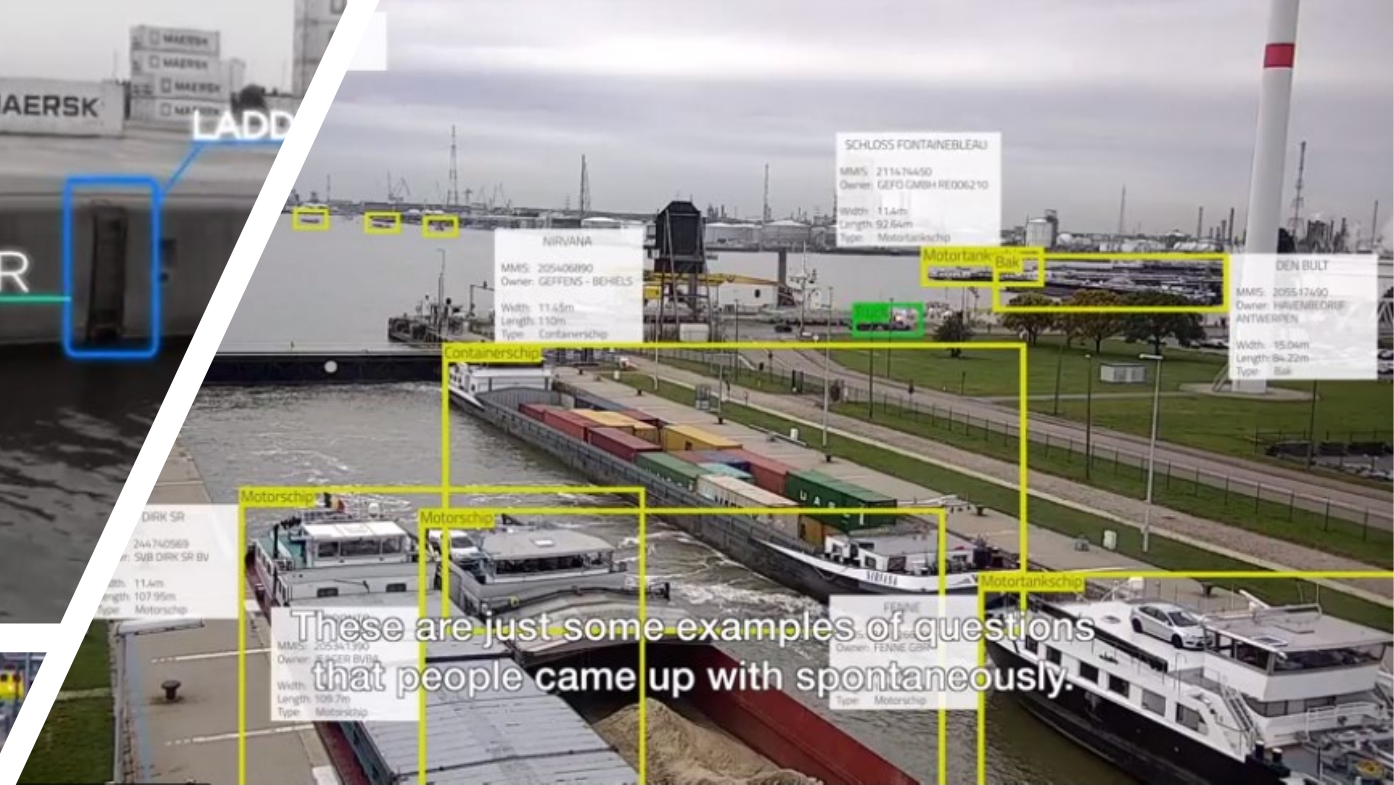 MAERSK
MAERSK
MAERSK
MAERSK
MAERSK
LADD
R
SCHLOSS FONTAINEBLEAU
MMIS: 211474450
Owner: GEFO GMBH RE006210
Width: 11.4m
Length: 92.64m
Type: Motortankschip
NIRVANA
MMIS: 205406890
Owner: GEFFENS - BEHIELS
Width: 11.45m
Length: 110m
Type: Containerschip
Bak
DEN BULT
MMIS: 205517490
Owner: HAVENBEDRIJF
ANTWERPEN
Width: 15.04m
Length: 84.22m
Type: Bak
Containerschip
NIRVANA
Motorschip
Motorschip
Motortankschip
DIRK SR
244740569
SVB DIRK SR BV
11.4m
107.95m
Motorschip
MMIS: 205341390
Owner:
Width:
Length: 109.7m
Type: Motorschip
FENNE
Owner: FENNE GBR
Type: Motorschip
These are just some examples of questions
that people came up with spontaneously.